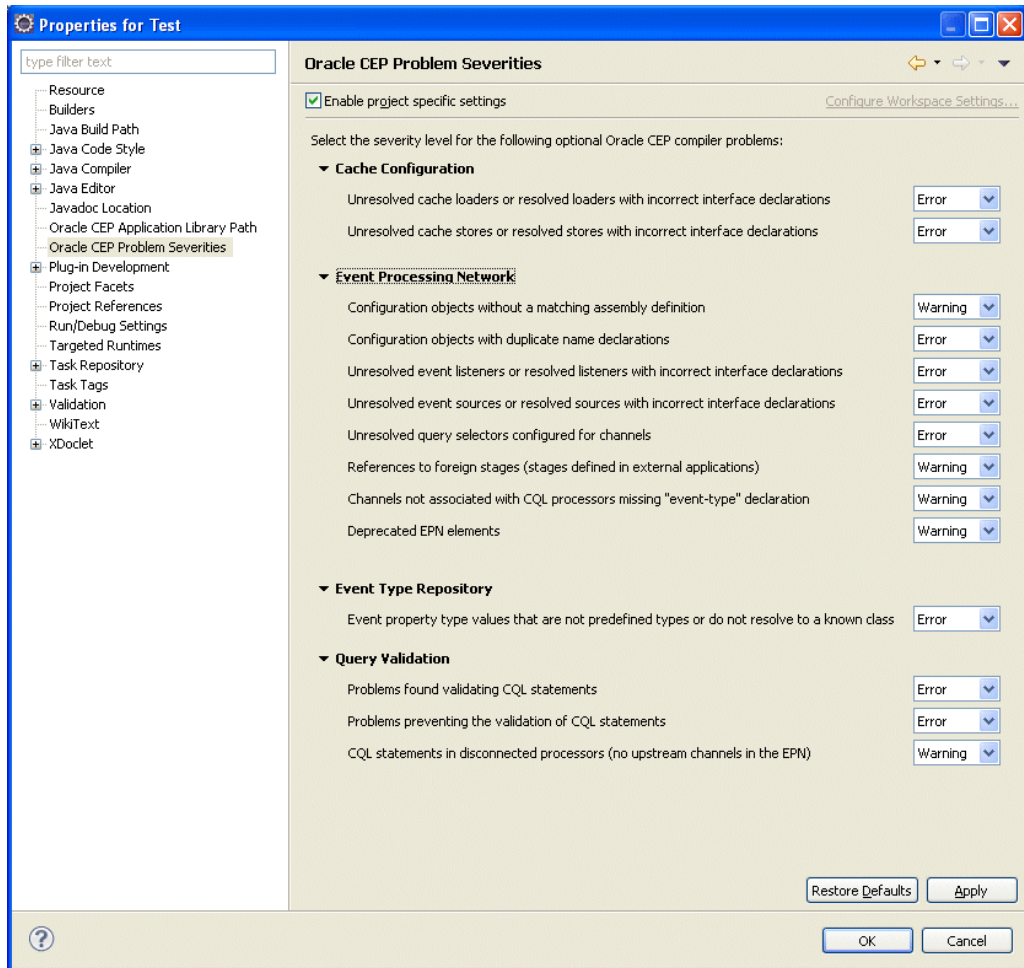 Properties for Test
type filter text
Resource
Builders
Java Build Path
Java Code Style
Java Compiler
Java Editor
Javadoc Location
Oracle CEP Application Library Path
Oracle CEP Problem Severities
Plug-in Development
Project Facets
Project References
Run/Debug Settings
Targeted Runtimes
Task Repository
Task Tags
Validation
WikiText
XDoclet
Oracle CEP Problem Severities
Enable project specific settings
Configure Workspace Settings...
Select the severity level for the following optional Oracle CEP compiler problems:
Cache Configuration
Unresolved cache loaders or resolved loaders with incorrect interface declarations Error
Unresolved cache stores or resolved stores with incorrect interface declarations Error
Event Processing Network
Configuration objects without a matching assembly definition Warning
Configuration objects with duplicate name declarations Error
Unresolved event listeners or resolved listeners with incorrect interface declarations Error
Unresolved event sources or resolved sources with incorrect interface declarations Error
Unresolved query selectors configured for channels Error
References to foreign stages (stages defined in external applications) Warning
Channels not associated with CQL processors missing "event-type" declaration Warning
Deprecated EPN elements Warning
Event Type Repository
Event property type values that are not predefined types or do not resolve to a known class Error
Query Validation
Problems found validating CQL statements Error
Problems preventing the validation of CQL statements Error
CQL statements in disconnected processors (no upstream channels in the EPN) Warning
Restore Defaults Apply
? OK Cancel